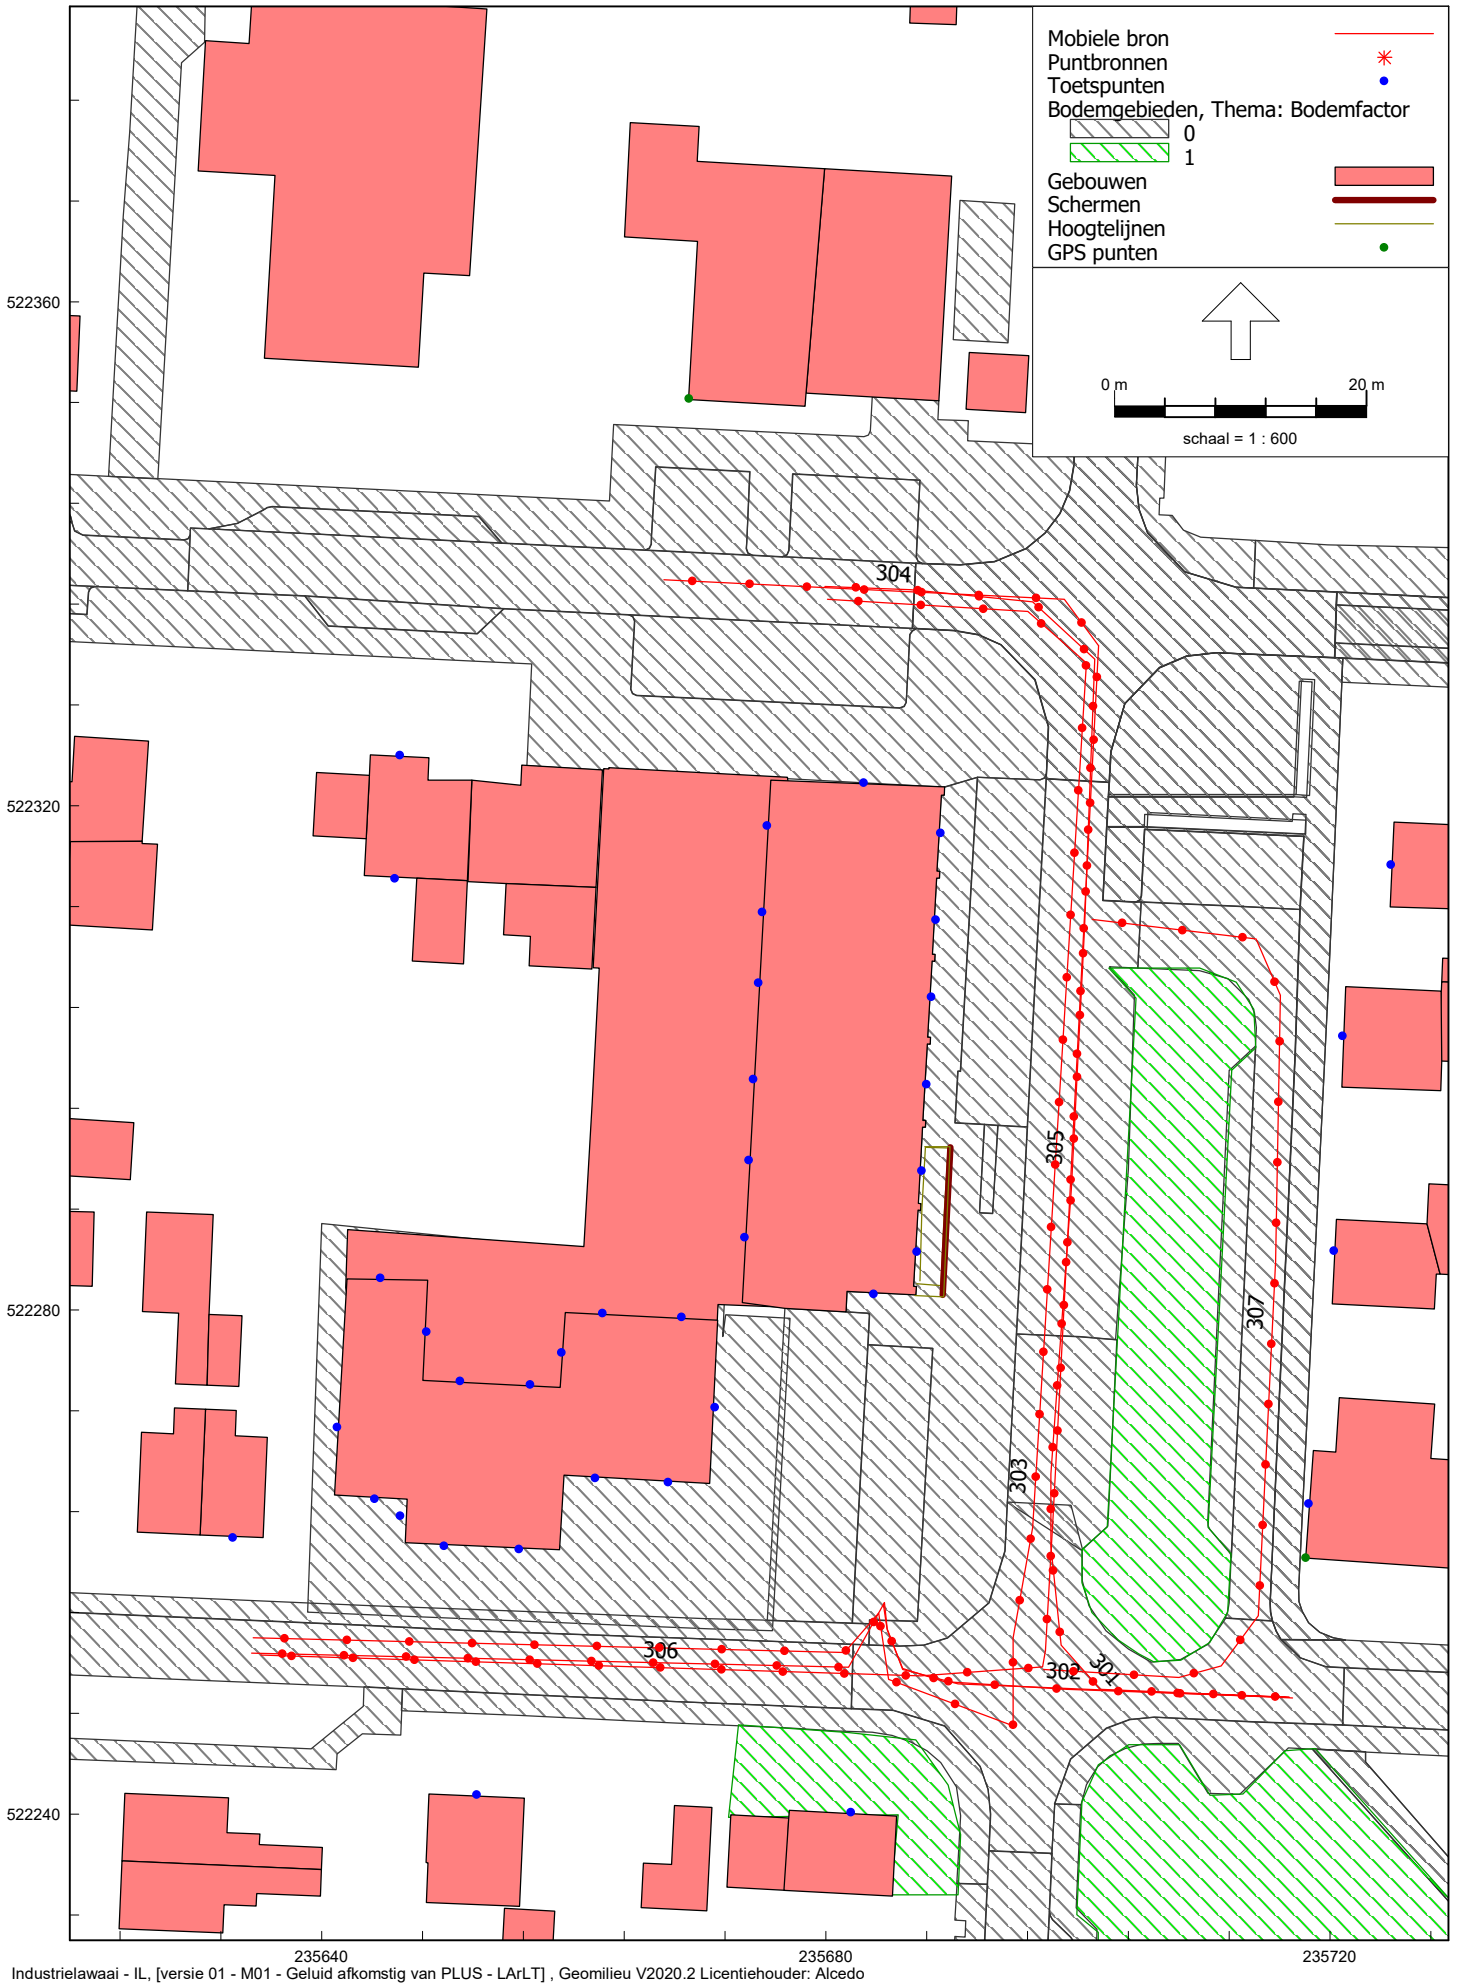 Mobiele bron
Puntbronnen
Toetspunten
Bodemgebieden, Thema: Bodemfactor
0
1
Gebouwen
Schermen
Hoogtelijnen
GPS punten
0 m 20 m
schaal = 1 : 600
522360
304
522320
305
307
522280
303
306
302
301
522240
235640 235680 235720
Industrielawaai - IL, [versie 01 - M01 - Geluid afkomstig van PLUS - LArLT] , Geomilieu V2020.2 Licentiehouder: Alcedo